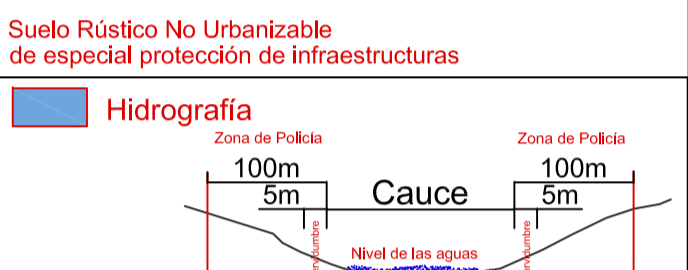 Suelo Rústico No Urbanizable
de especial protección de infraestructuras
Hidrografía
Zona de Policía
Zona de Policía
100m
100m
5m
Cauce
5m
Nivel de las aguas